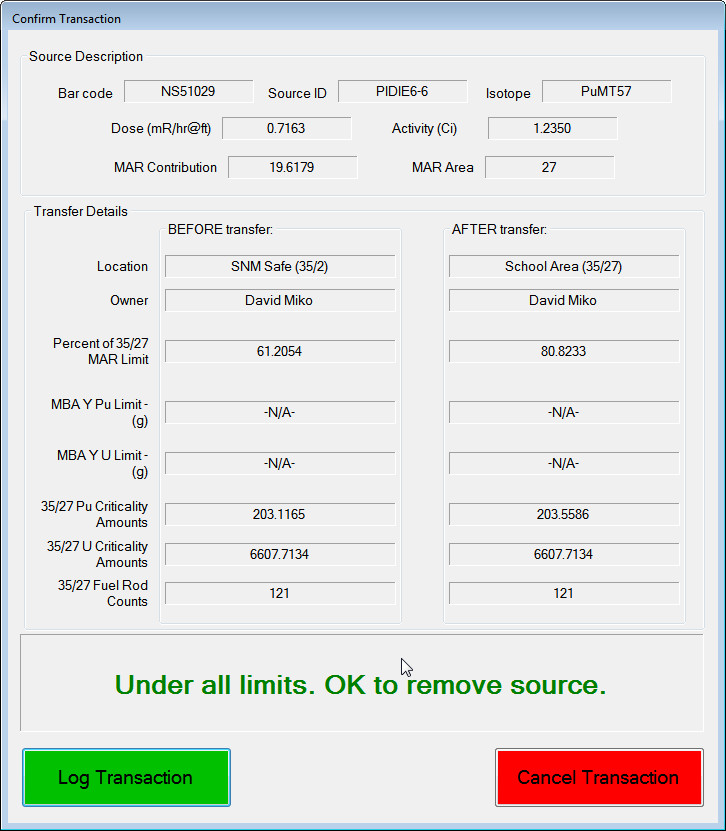 Confirm Transaction
Source Description
Bar code NS51029 Source ID PIDIE6-6 Isotope PuMT57
Dose (mR/hr@ft) 0.7163 Activity (Ci) 1.2350
MAR Contribution 19.6179 MAR Area 27
Transfer Details
BEFORE transfer: AFTER transfer:
Location SNM Safe (35/2) School Area (35/27)
Owner David Miko David Miko
Percent of 35/27
MAR Limit 61.2054 80.8233
MBA Y Pu Limit -
(g) -N/A- -N/A-
MBA Y U Limit -
(g) -N/A- -N/A-
35/27 Pu Criticality
Amounts 203.1165 203.5586
35/27 U Criticality
Amounts 6607.7134 6607.7134
35/27 Fuel Rod
Counts 121 121
Under all limits. OK to remove source.
Log Transaction Cancel Transaction